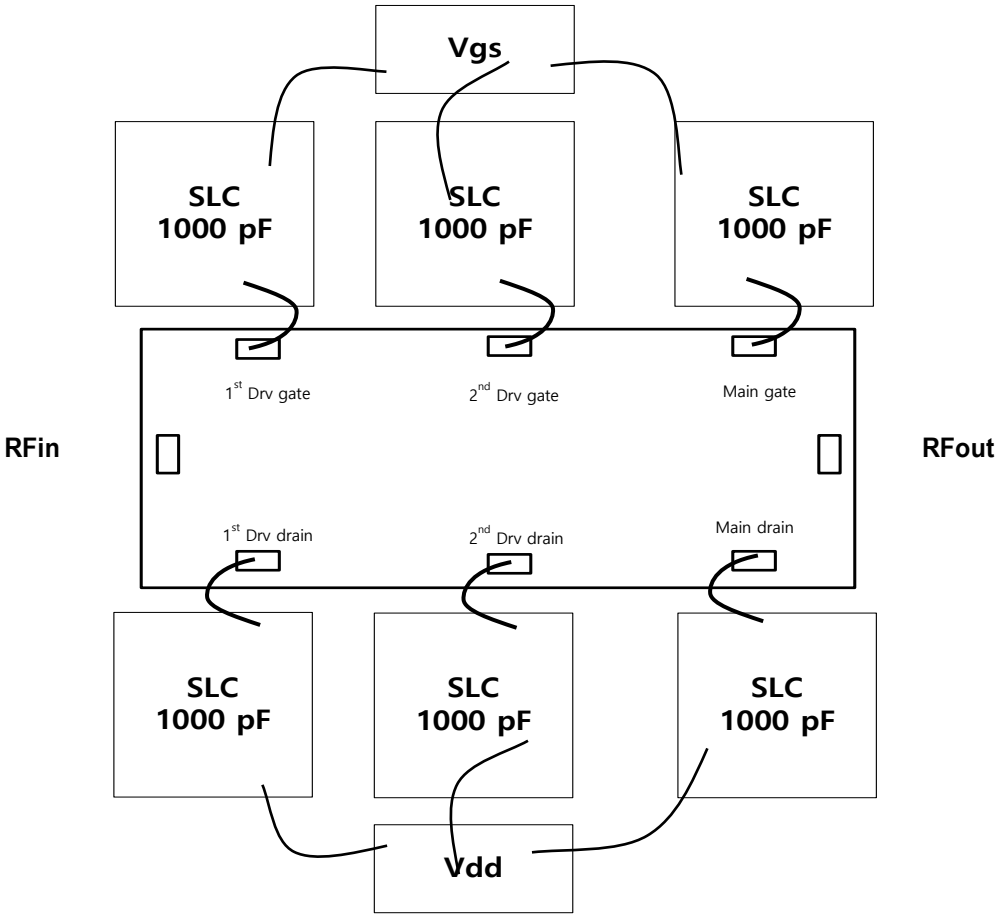 Vgs
SLC
1000 pF
SLC
1000 pF
SLC
1000 pF
1st Drv gate
2nd Drv gate
Main gate
RFin
RFout
1st Drv drain
2nd Drv drain
Main drain
SLC
1000 pF
SLC
1000 pF
SLC
1000 pF
Vdd